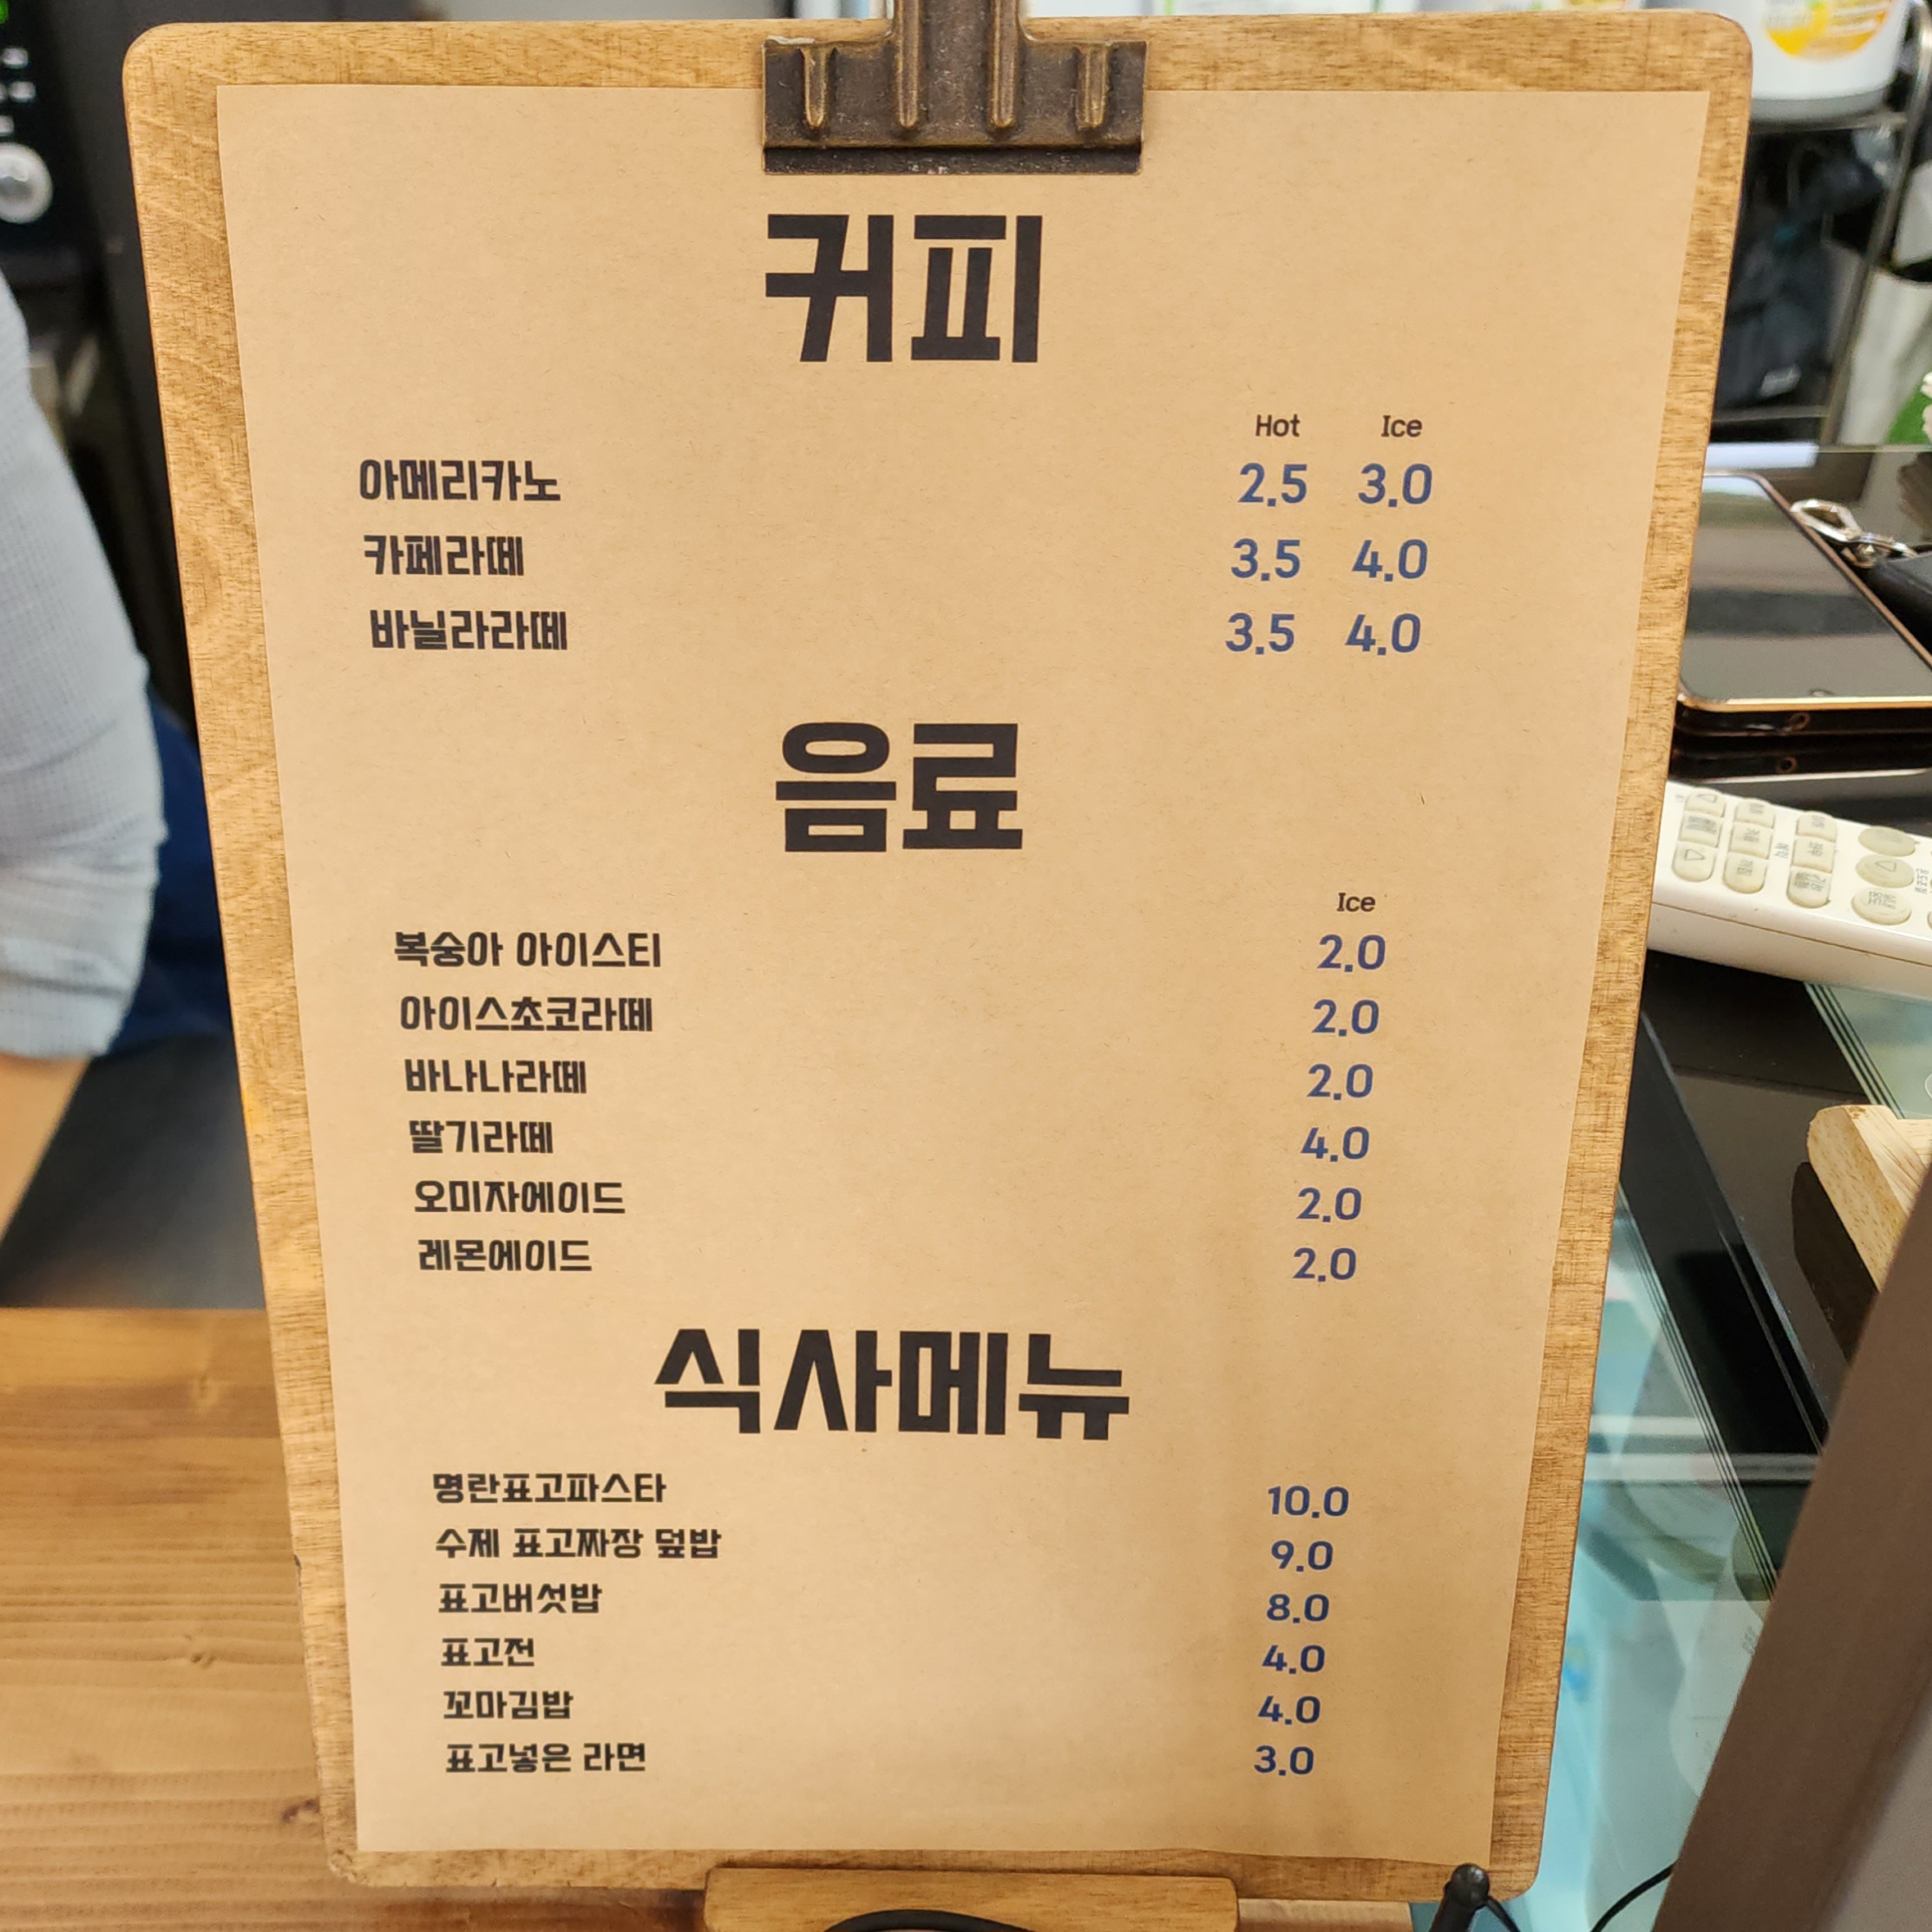 커피
Hot Ice
아메리카노 2.5 3.0
카페라떼 3.5 4.0
바닐라라떼 3.5 4.0
음료
Ice
복숭아 아이스티 2.0
아이스초코라떼 2.0
바나나라떼 2.0
딸기라떼 4.0
오미자에이드 2.0
레몬에이드 2.0
식사메뉴
명란표고파스타 10.0
수제 표고짜장 덮밥 9.0
표고버섯밥 8.0
표고전 4.0
꼬마김밥 4.0
표고넣은 라면 3.0